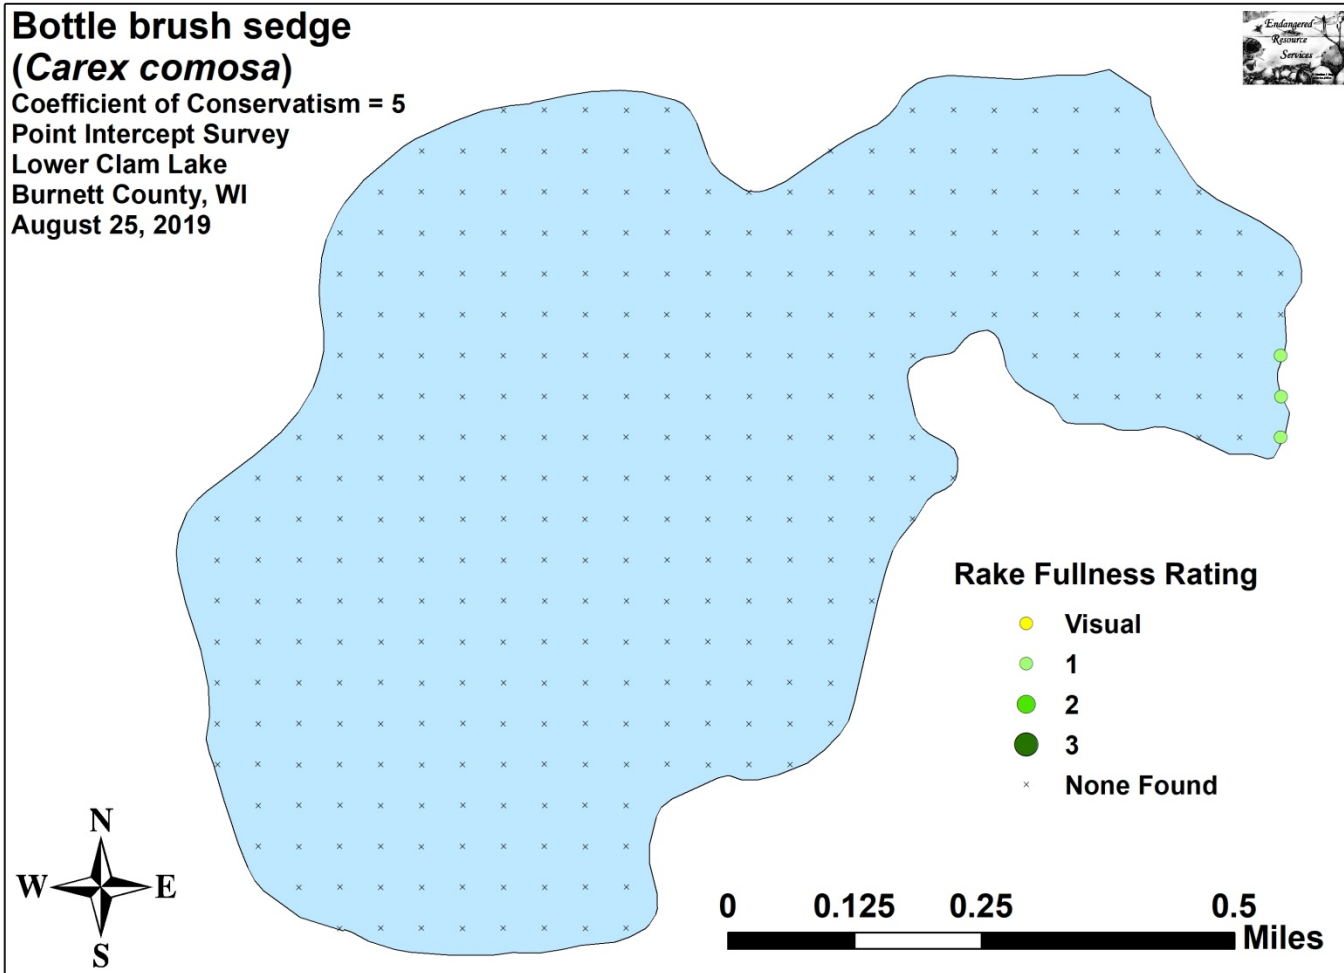 Bottle brush sedge
(Carex comosa)
Coefficient of Conservatism = 5
Point Intercept Survey
Lower Clam Lake
Burnett County, WI
August 25, 2019
Endangered
Resource
Services
Rake Fullness Rating
Visual
1
2
3
None Found
N
W E
S
0 0.125 0.25 0.5
Miles